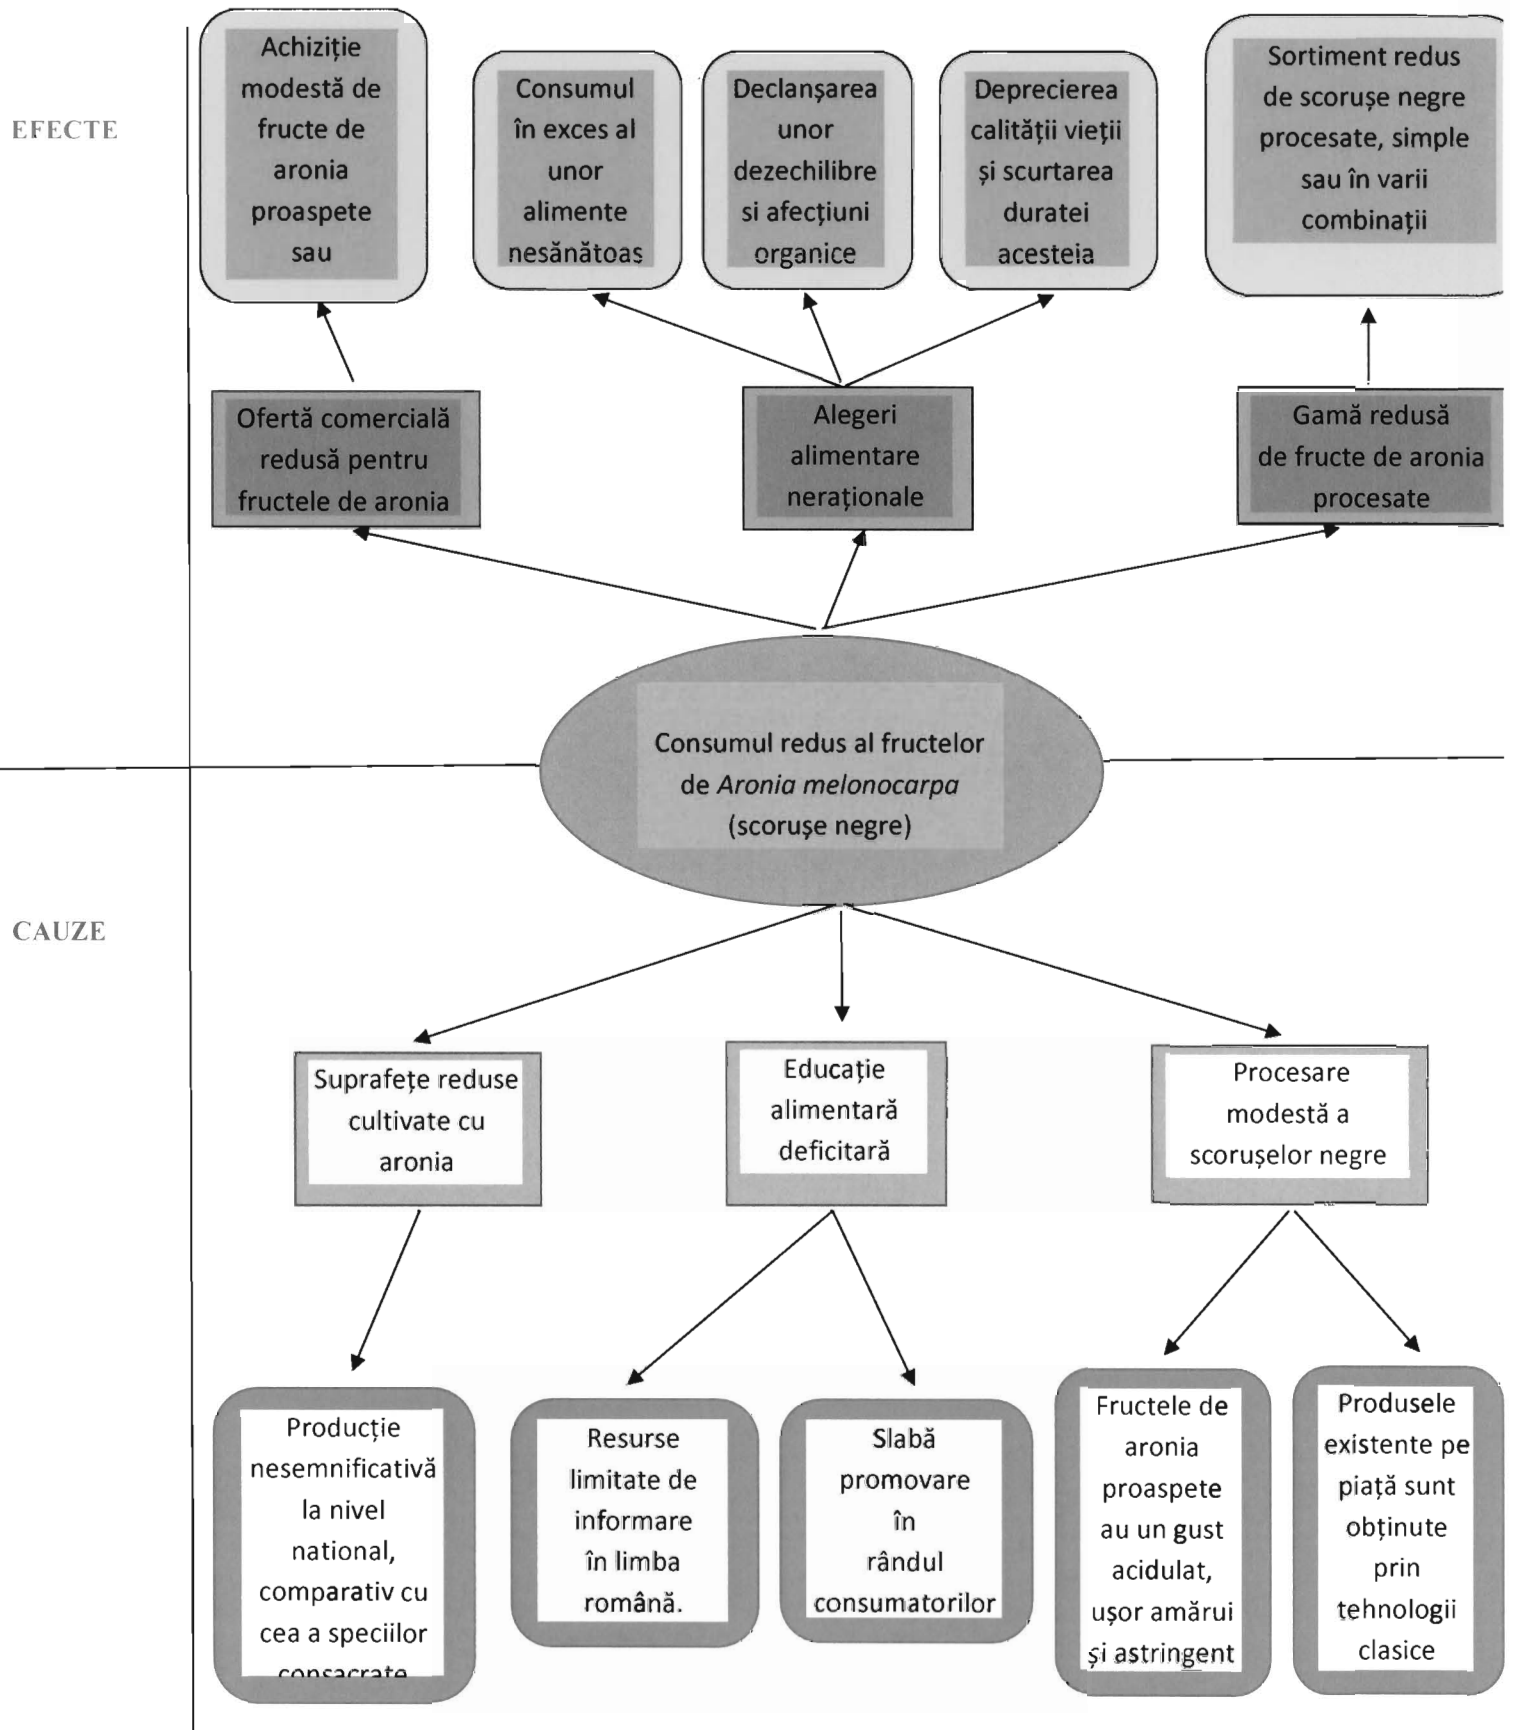 EFECTE
Achiziție
modestă de
fructe de
aronia
proaspete
sau
Consumul
în exces al
unor
alimente
nesănătoas
Declanșarea
unor
dezechilibre
si afecțiuni
organice
Deprecierea
calității vieții
și scurtarea
duratei
acesteia
Sortiment redus
de scorușe negre
procesate, simple
sau în varii
combinații
Ofertă comercială
redusă pentru
fructele de aronia
Alegeri
alimentare
neraționale
Gamă redusă
de fructe de aronia
procesate
Consumul redus al fructelor
de Aronia melonocarpa
(scorușe negre)
CAUZE
Suprafețe reduse
cultivate cu
aronia
Educație
alimentară
deficitară
Procesare
modestă a
scorușelor negre
Producție
nesemnificativă
la nivel
national,
comparativ cu
cea a speciilor
consacrate
Resurse
limitate de
informare
în limba
română.
Slabă
promovare
în
rândul
consumatorilor
Fructele de
aronia
proaspete
au un gust
acidulat,
ușor amărui
și astringent
Produsele
existente pe
piață sunt
obținute
prin
tehnologii
clasice